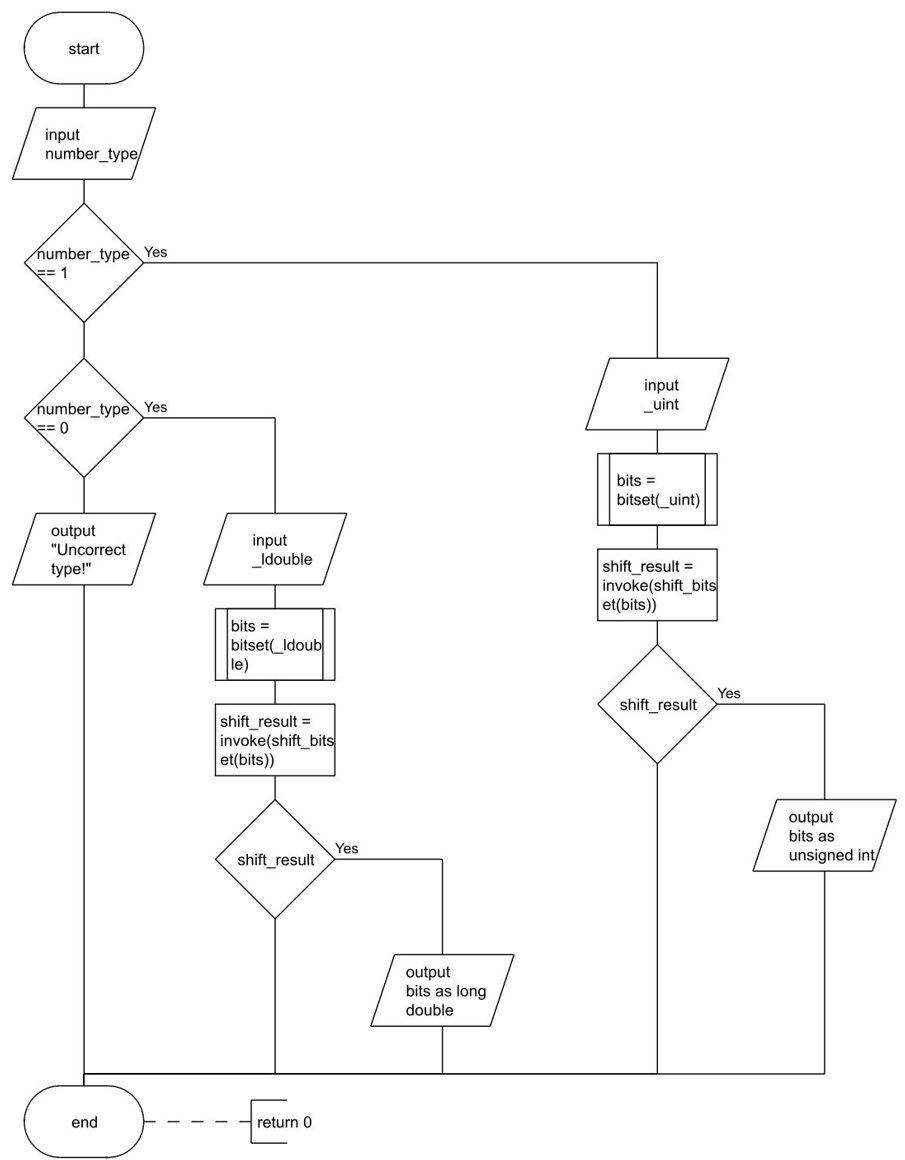 start
input
number_type
number_type
== 1
Yes
number_type
== 0
Yes
output
"Uncorrect
type!"
input
_ldouble
bits =
bitset(_ldoub
le)
shift_result =
invoke(shift_bits
et(bits))
shift_result
Yes
output
bits as long
double
input
_uint
bits =
bitset(_uint)
shift_result =
invoke(shift_bits
et(bits))
shift_result
Yes
output
bits as
unsigned int
end
return 0